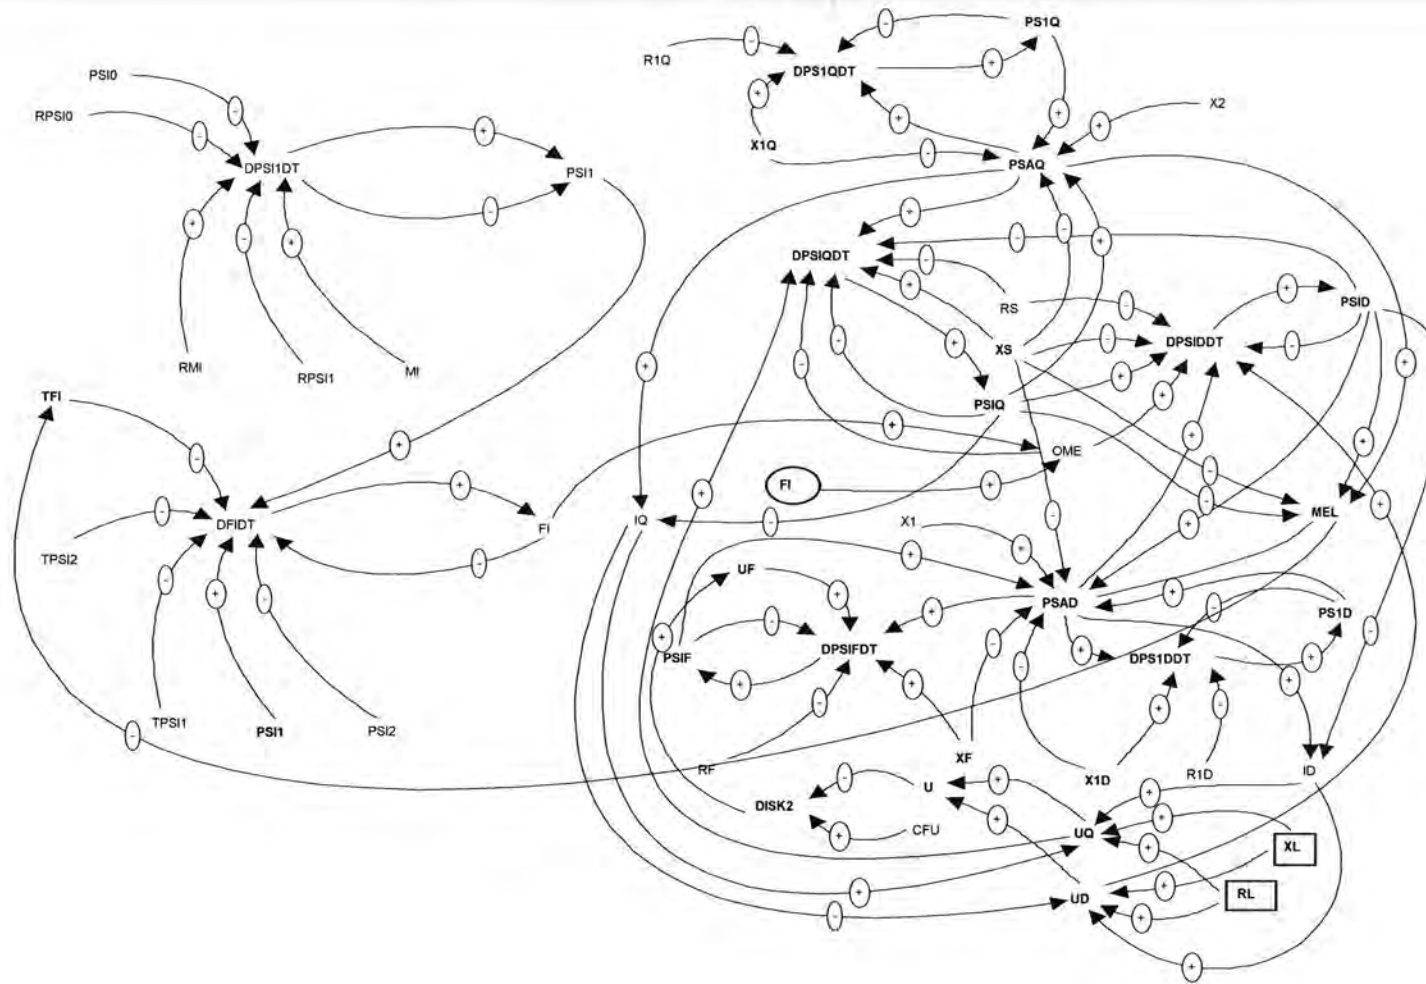 PS1Q
R1Q
DPS1QDT
PSI0
X2
RPSI0
X1Q
PSAQ
DPSI1DT
PSI1
DPSIQDT
RS
PSID
DPSIDDT
XS
RMI
RPSI1
MI
TFI
PSIQ
OME
FI
MEL
IQ
X1
DFIDT
FI
TPSI2
UF
PSAD
PS1D
PSIF
DPSIFDT
DPS1DDT
TPSI1
PSI1
PSI2
XF
RF
X1D
R1D
ID
U
DISK2
CFU
UQ
XL
UD
RL